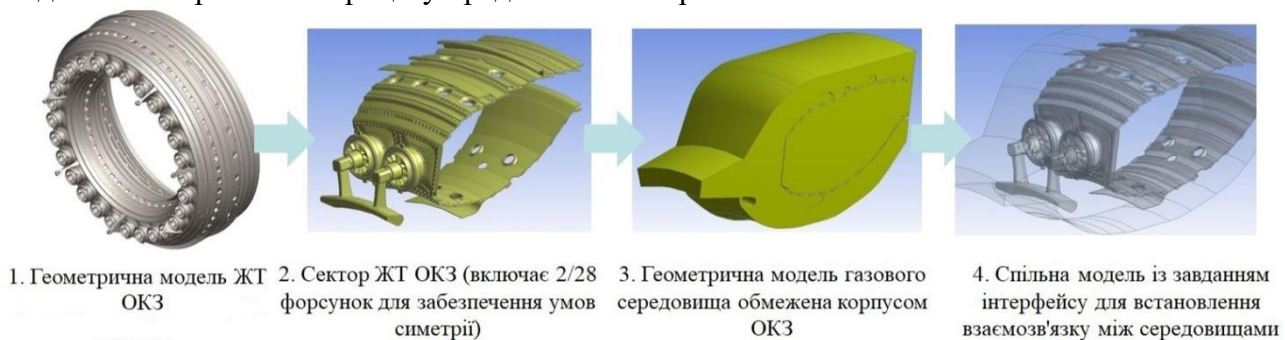 1. Геометрична модель ЖТ
ОКЗ
2. Сектор ЖТ ОКЗ (включає 2/28
форсунок для забезпечення умов
симетрії)
3. Геометрична модель газового
середовища обмежена корпусом
ОКЗ
4. Спільна модель із завданням
інтерфейсу для встановлення
взаємозв'язку між середовищами